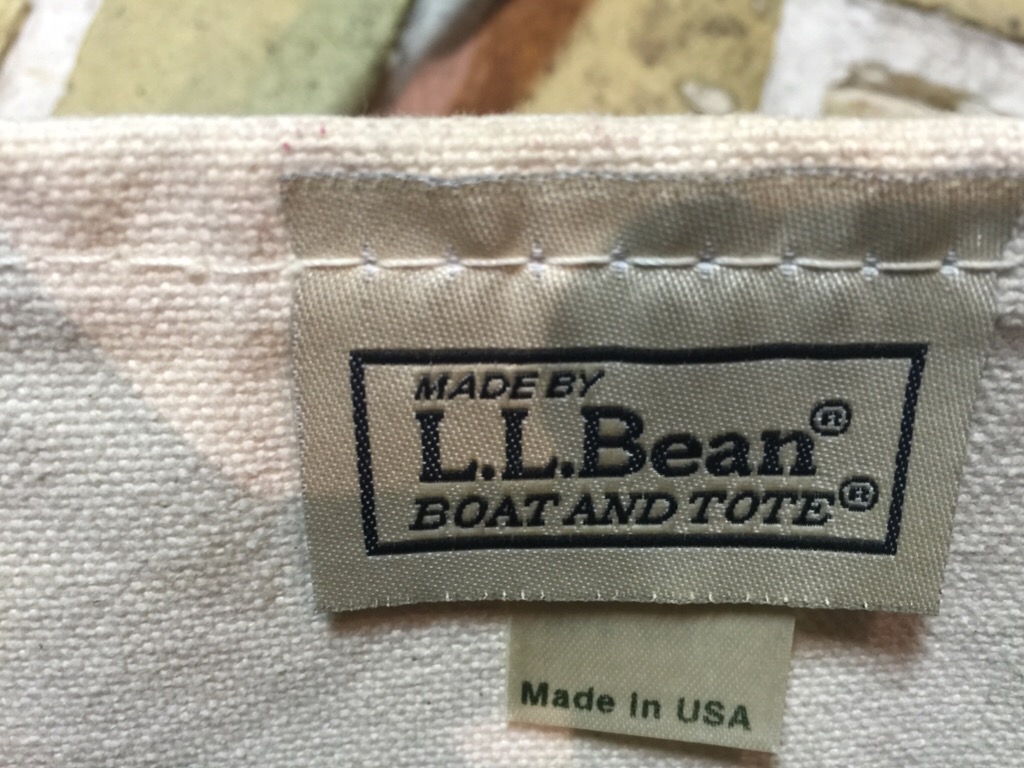 MADE BY
L.L.Bean®
BOAT AND TOTE®
Made in USA